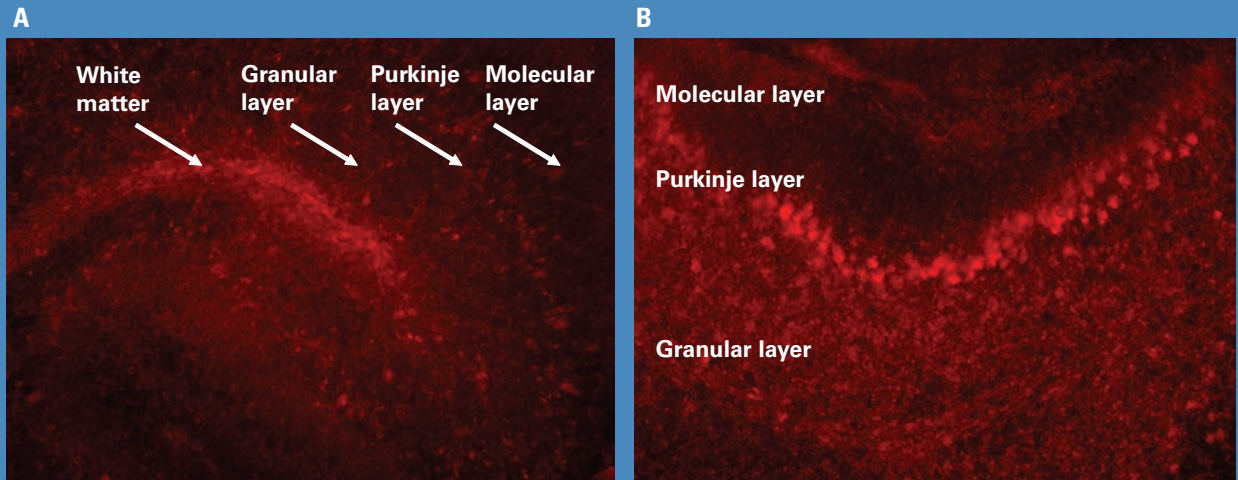 A
White
matter
Granular
layer
Purkinje
layer
Molecular
layer
B
Molecular layer
Purkinje layer
Granular layer